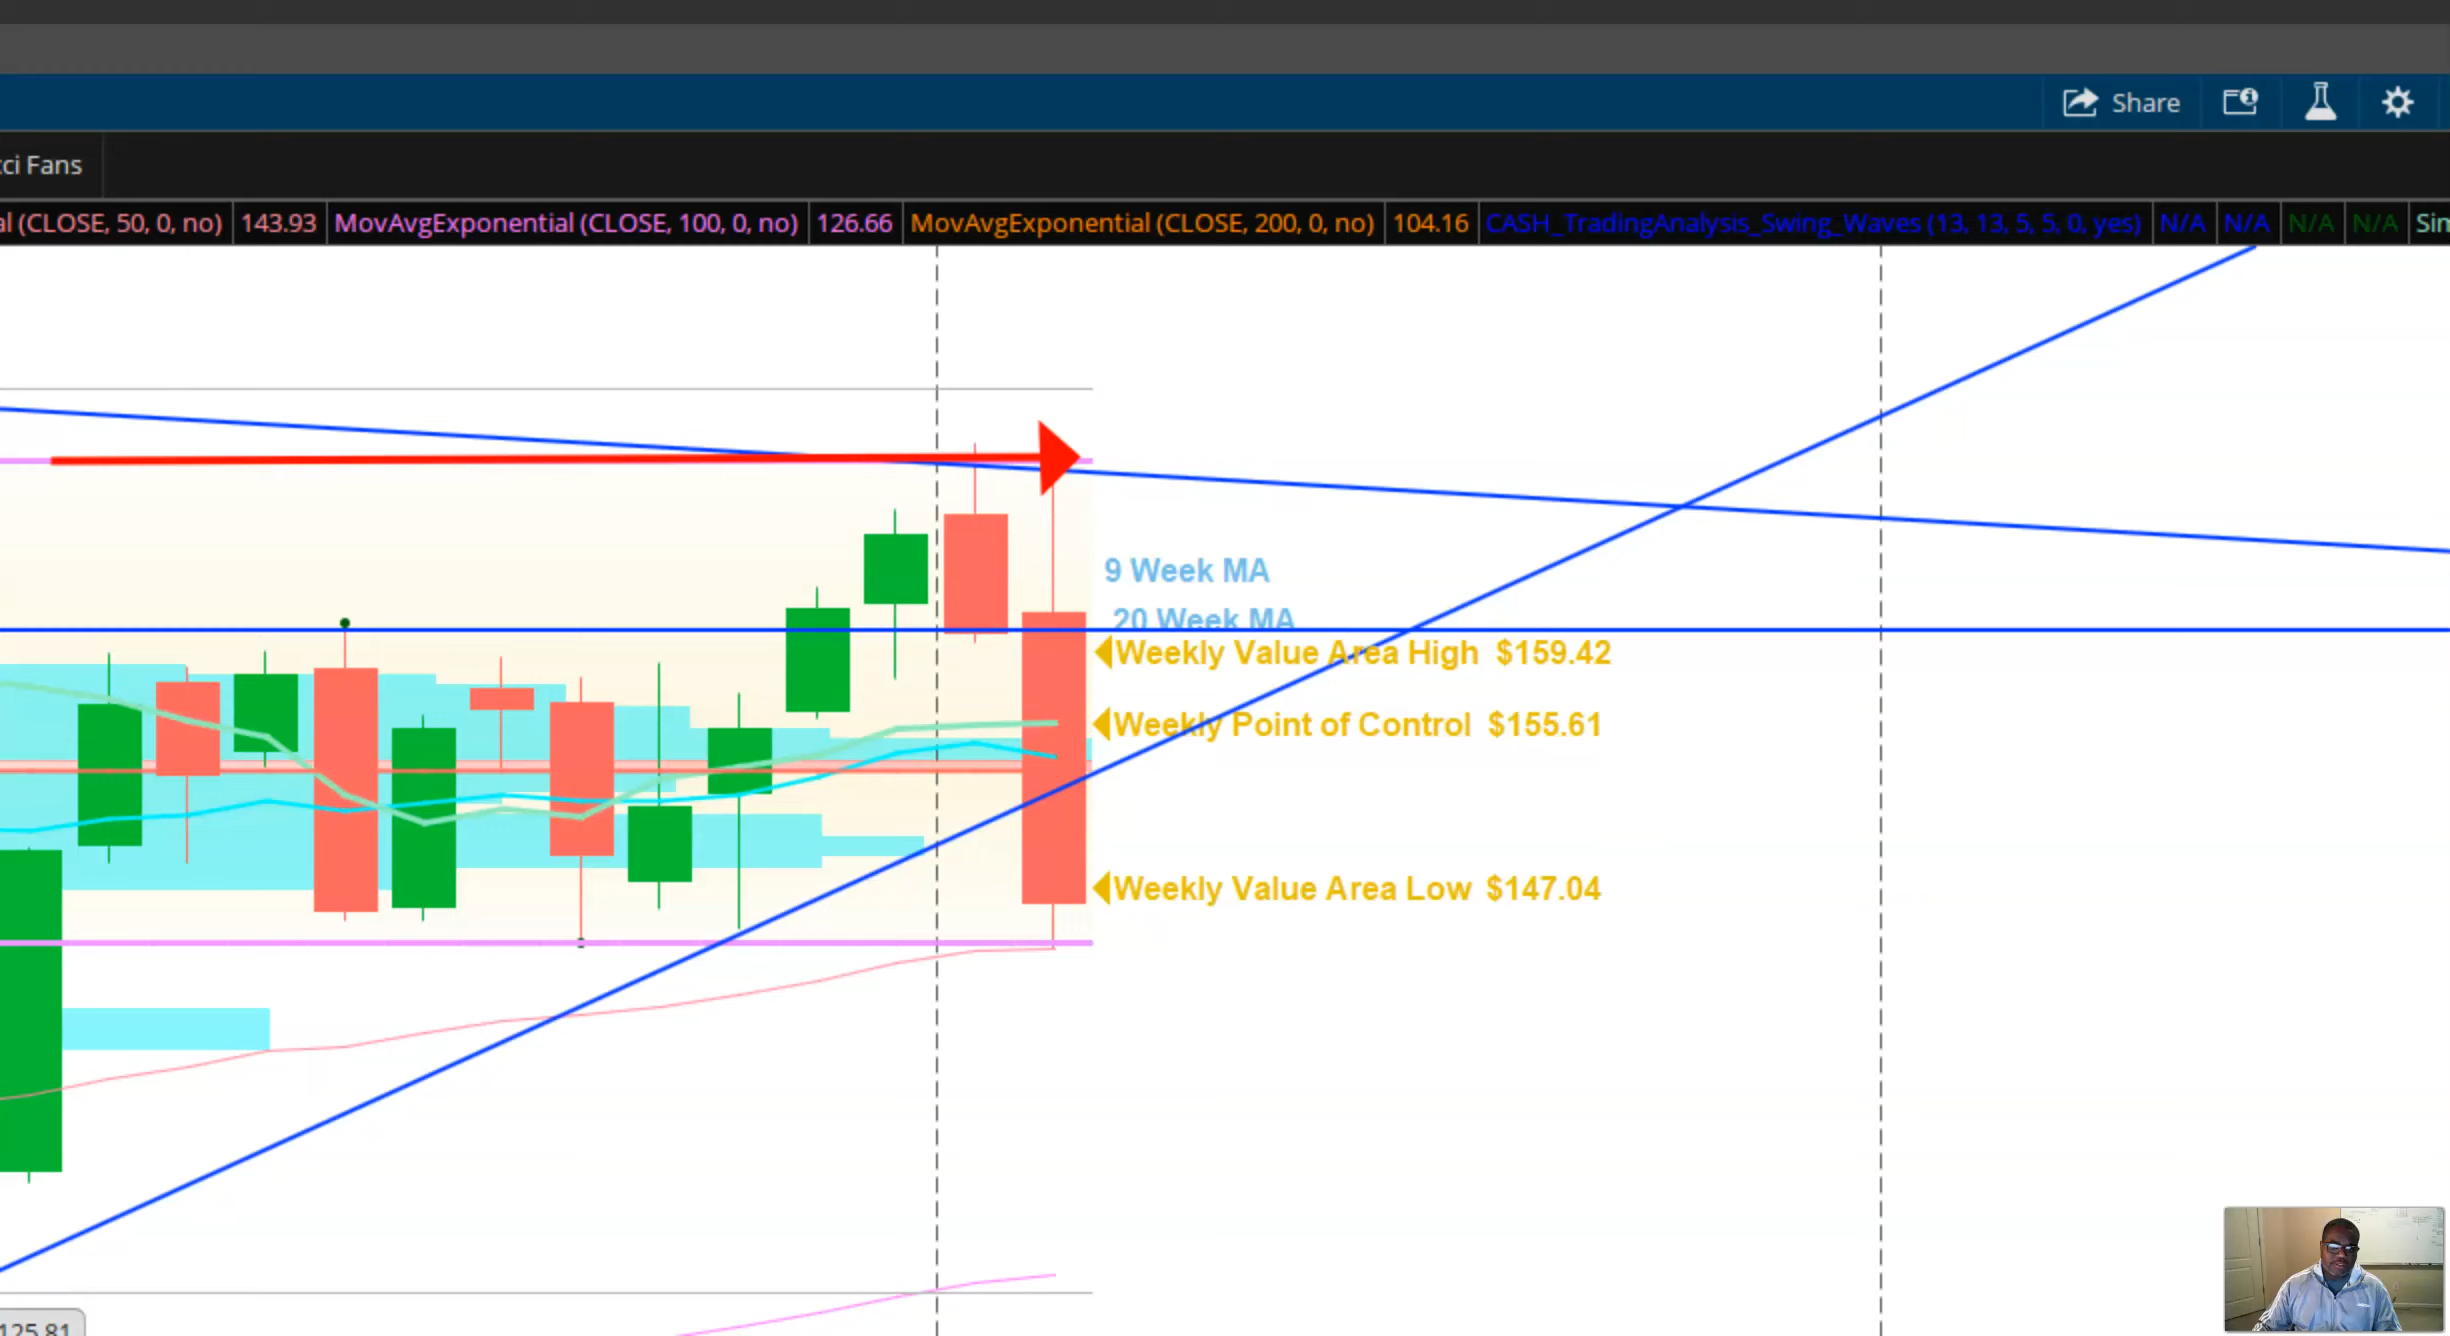 Share
ci Fans
al (CLOSE, 50, 0, no) 143.93 MovAvgExponential (CLOSE, 100, 0, no) 126.66 MovAvgExponential (CLOSE, 200, 0, no) 104.16 CASH_TradingAnalysis_Swing_Waves (13, 13, 5, 5, 0, yes) N/A N/A N/A N/A Sim
9 Week MA
20 Week MA
Weekly Value Area High $159.42
Weekly Point of Control $155.61
Weekly Value Area Low $147.04
125.81